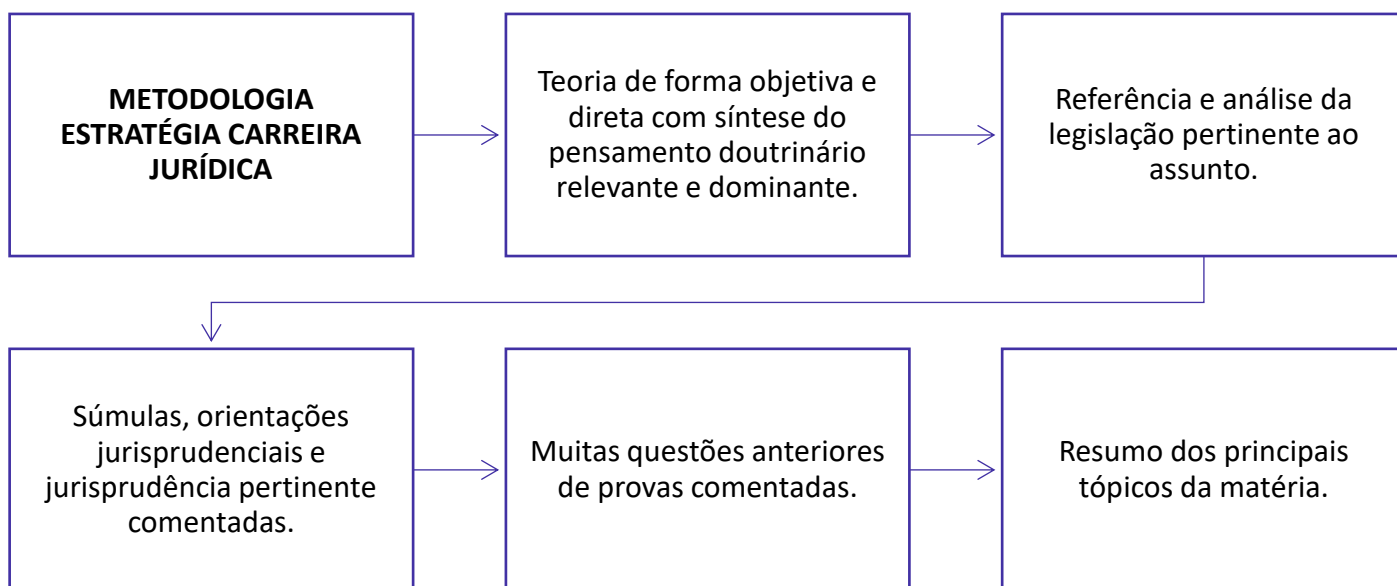 METODOLOGIA
ESTRATÉGIA CARREIRA
JURÍDICA
Teoria de forma objetiva e
direta com síntese do
pensamento doutrinário
relevante e dominante.
Referência e análise da
legislação pertinente ao
assunto.
Súmulas, orientações
jurisprudenciais e
jurisprudência pertinente
comentadas.
Muitas questões anteriores
de provas comentadas.
Resumo dos principais
tópicos da matéria.